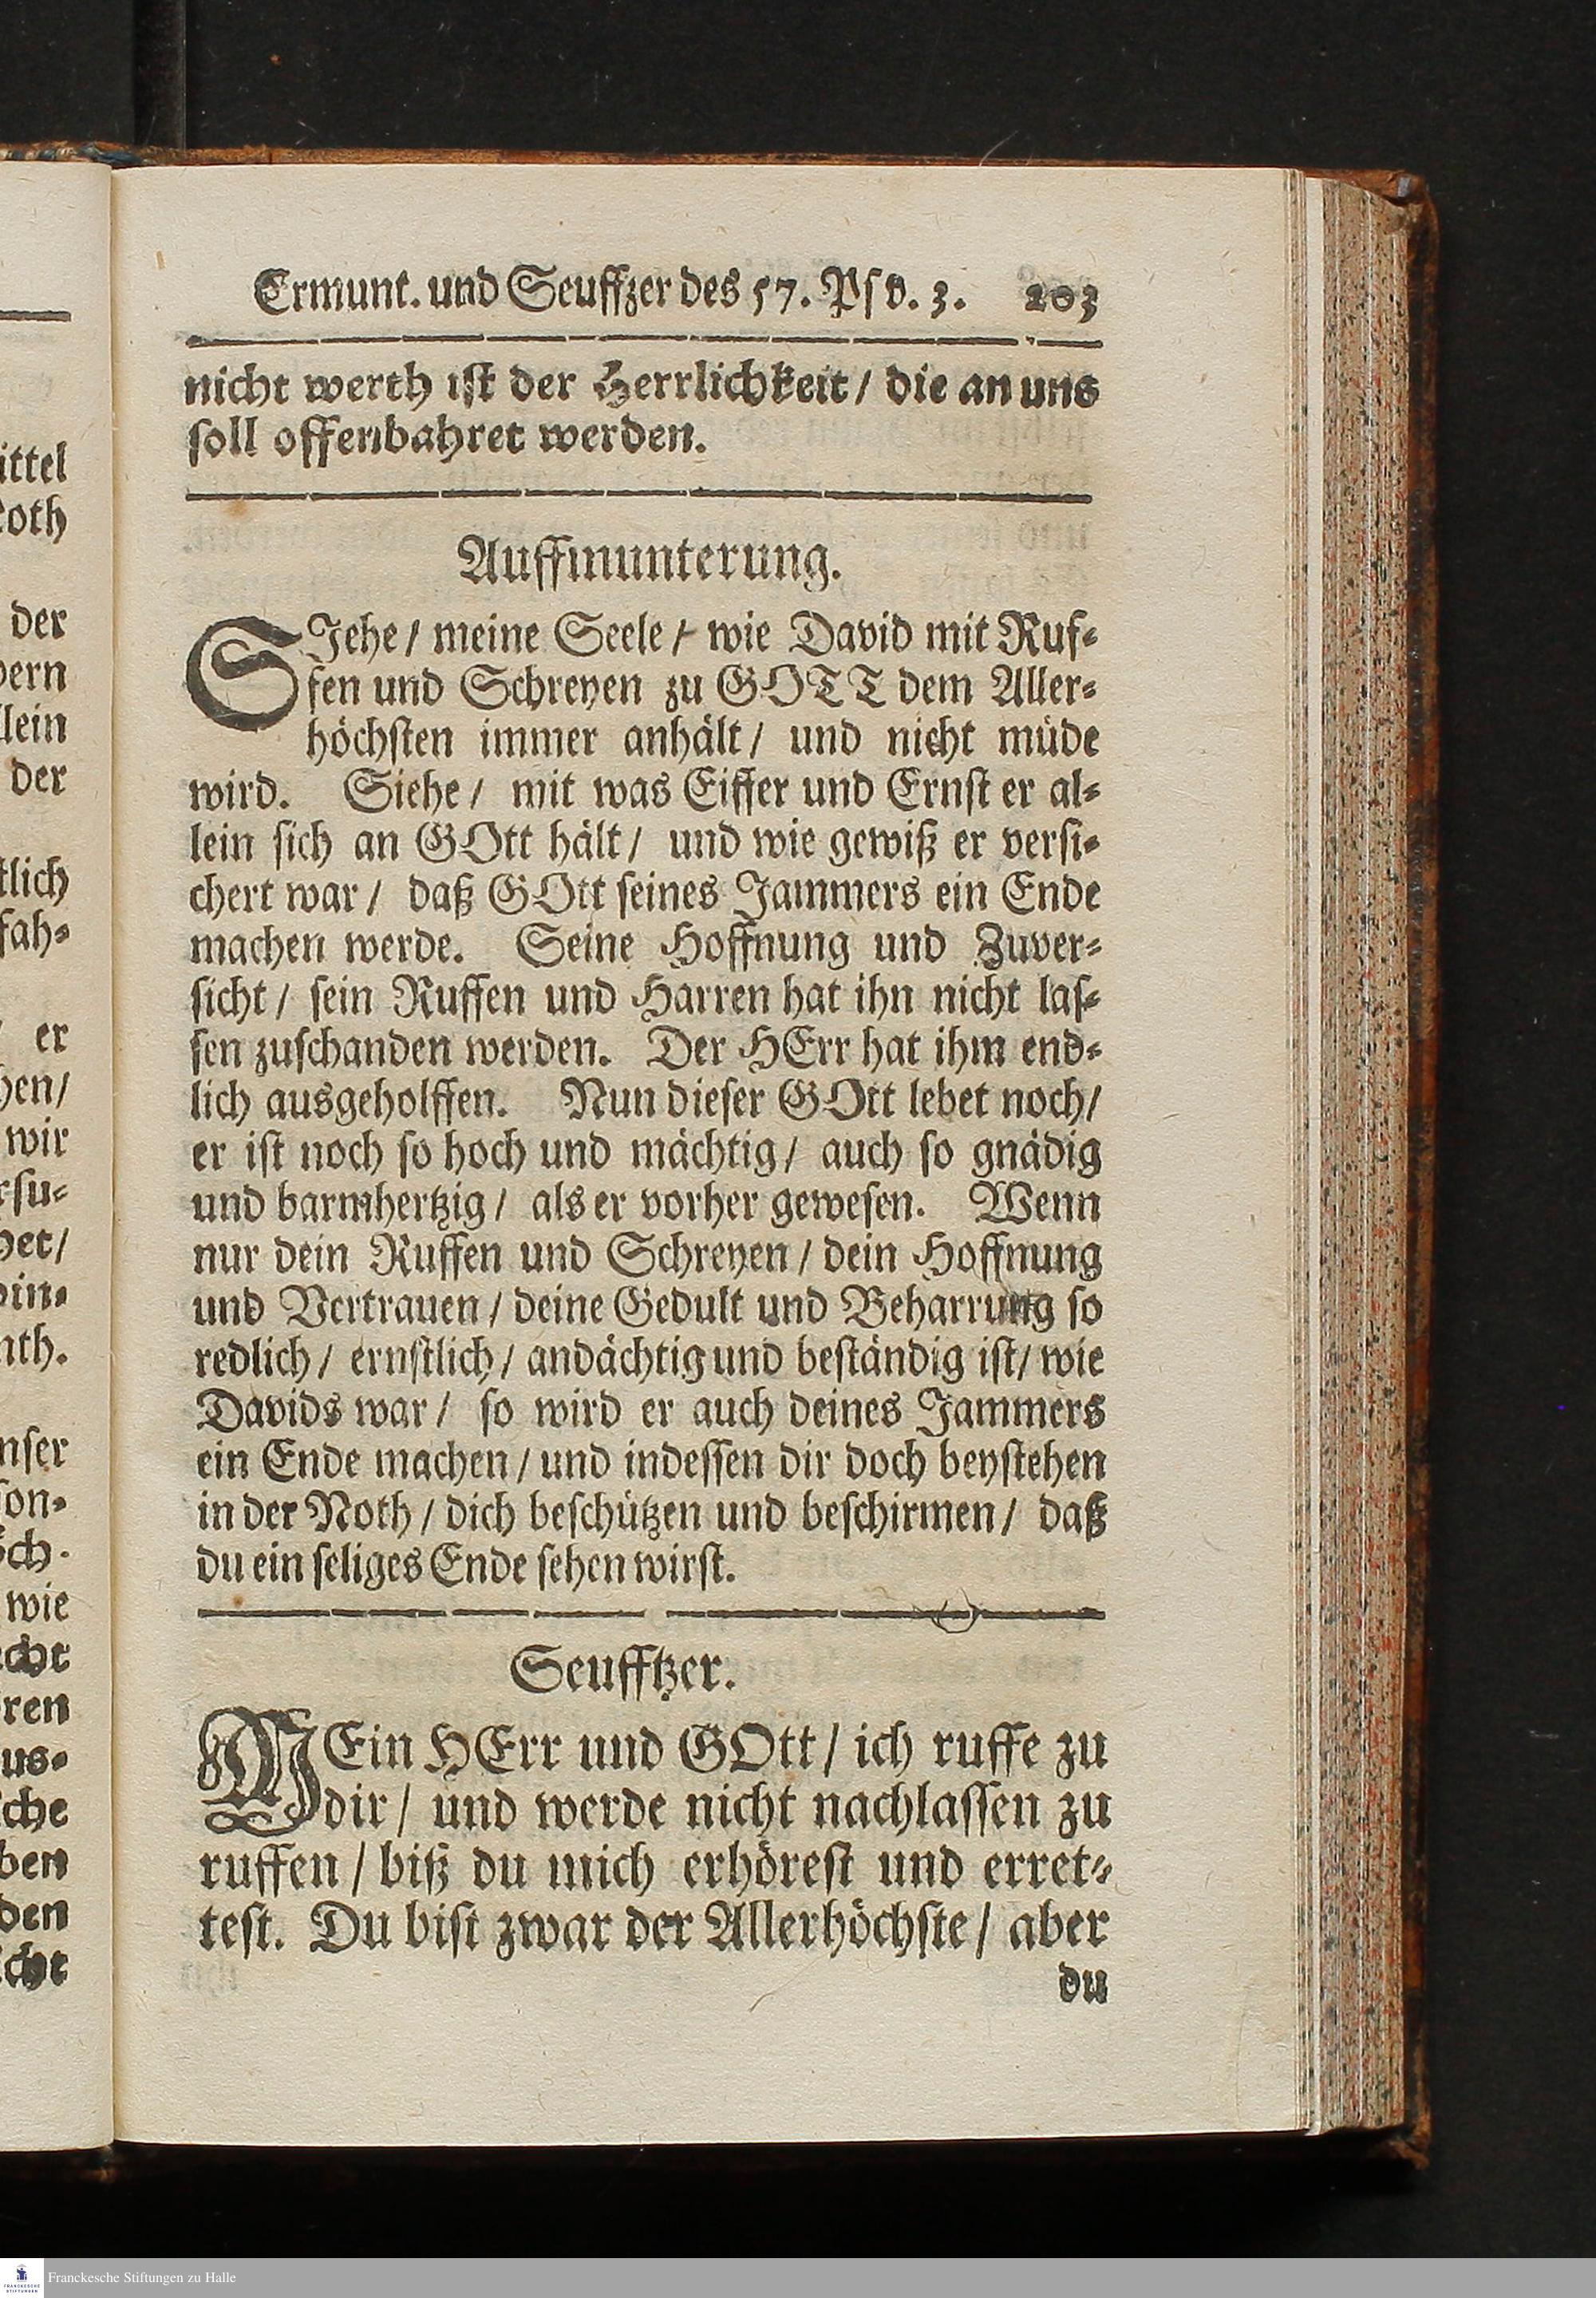 Ermunt. und Seuffzer des 57. Ps v. 3. 203
nicht werth ist der Herrlichkeit / die an uns
soll offenbahret werden.
Auffmunterung.
SJehe / meine Seele / wie David mit Ruf⸗
fen und Schreyen zu GOTT dem Aller⸗
höchsten immer anhält / und nicht müde
wird. Siehe / mit was Eiffer und Ernst er al⸗
lein sich an GOtt hält / und wie gewiß er versi⸗
chert war / daß GOtt seines Jammers ein Ende
machen werde. Seine Hoffnung und Zuver⸗
sicht / sein Ruffen und Harren hat ihn nicht las⸗
sen zuschanden werden. Der HErr hat ihm end⸗
lich ausgeholffen. Nun dieser GOtt lebet noch /
er ist noch so hoch und mächtig / auch so gnädig
und barmhertzig / als er vorher gewesen. Wenn
nur dein Ruffen und Schreyen / dein Hoffnung
und Vertrauen / deine Gedult und Beharrung so
redlich / ernstlich / andächtig und beständig ist / wie
Davids war / so wird er auch deines Jammers
ein Ende machen / und indessen dir doch beystehen
in der Noth / dich beschützen und beschirmen / daß
du ein seliges Ende sehen wirst.
Seufftzer.
MEin HErr und GOtt / ich ruffe zu
dir / und werde nicht nachlassen zu
ruffen / biß du mich erhörest und erret⸗
test. Du bist zwar der Allerhöchste / aber
du
Franckesche Stiftungen zu Halle